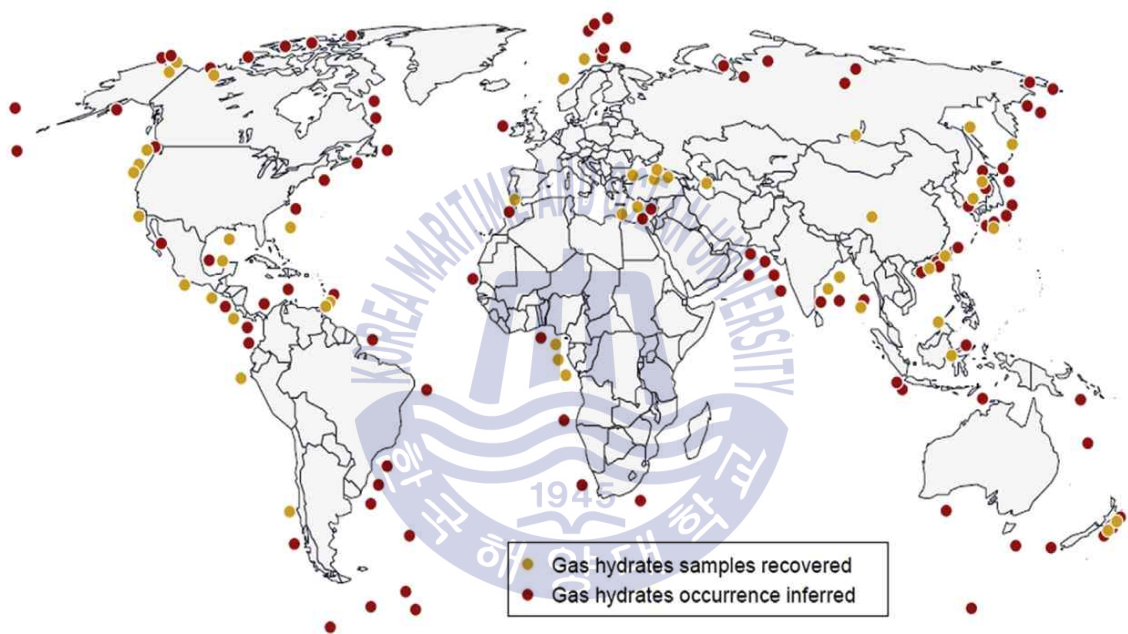 KOREA MARITIME AND OCEAN UNIVERSITY
1945
한국해양대학교
Gas hydrates samples recovered
Gas hydrates occurrence inferred